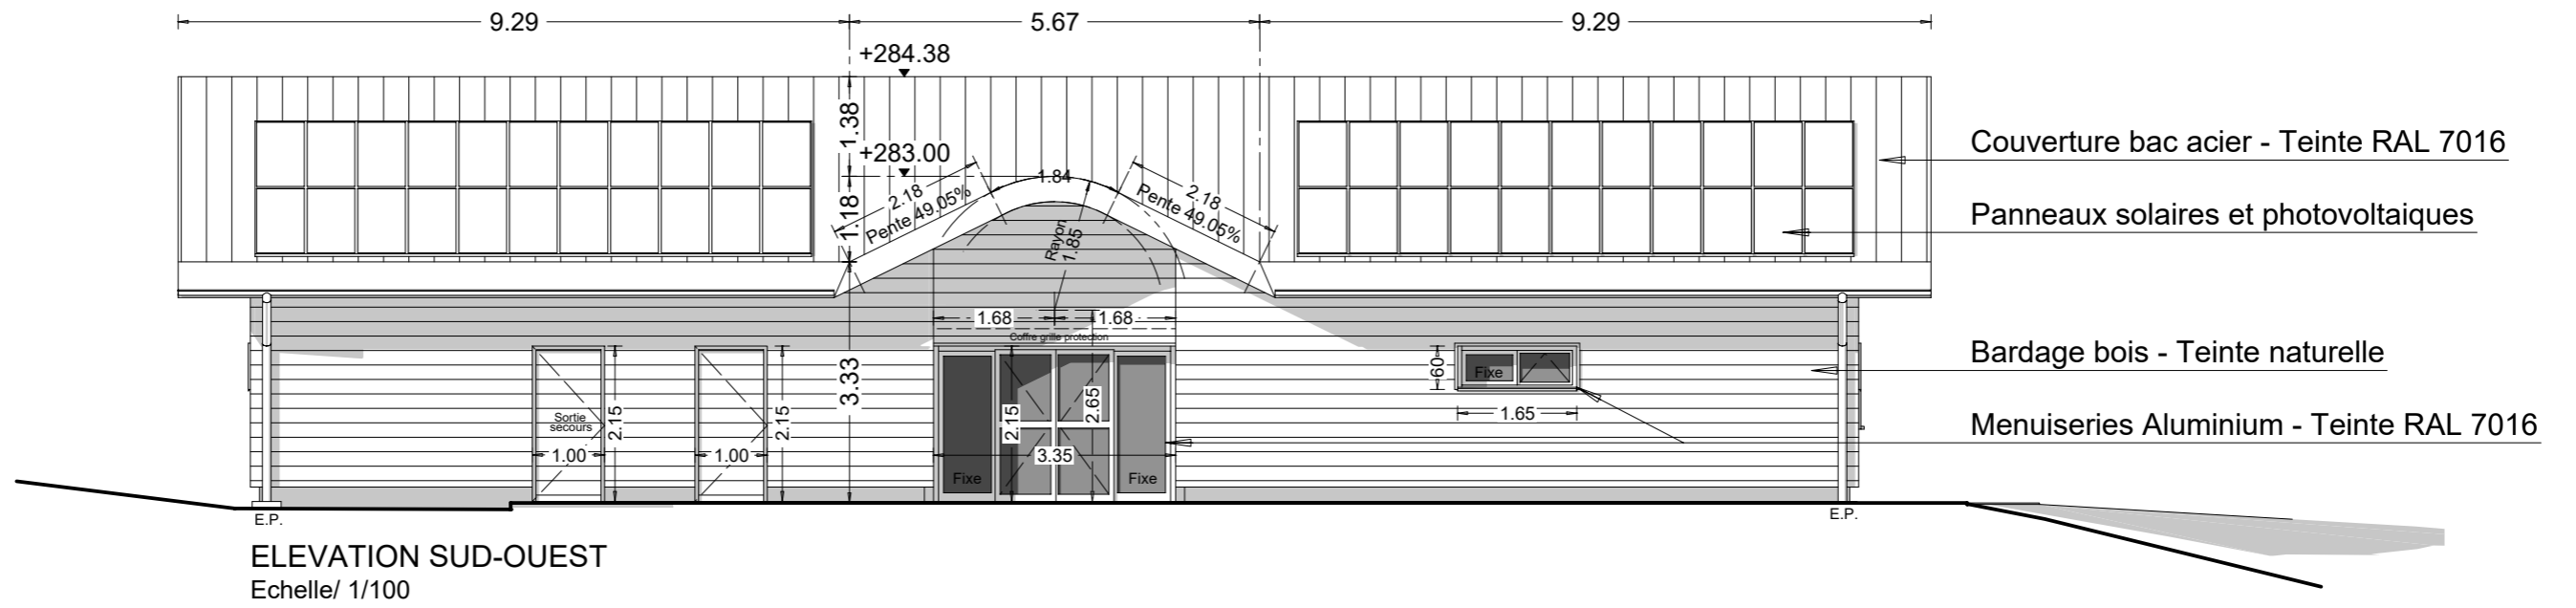 9.29 5.67 9.29
+284.38
1.38
+283.00
1.18
2.18
Pente 49.05%
1.84
2.18
Pente 49.05%
Rayon
1.85
Couverture bac acier - Teinte RAL 7016
Panneaux solaires et photovoltaiques
Bardage bois - Teinte naturelle
Menuiseries Aluminium - Teinte RAL 7016
1.68 1.68
Coffre grille protection
3.33
Sortie
secours
2.15
1.00
2.15
1.00
2.15
2.65
3.35
Fixe
Fixe
60
Fixe
1.65
E.P.
E.P.
ELEVATION SUD-OUEST
Echelle/ 1/100